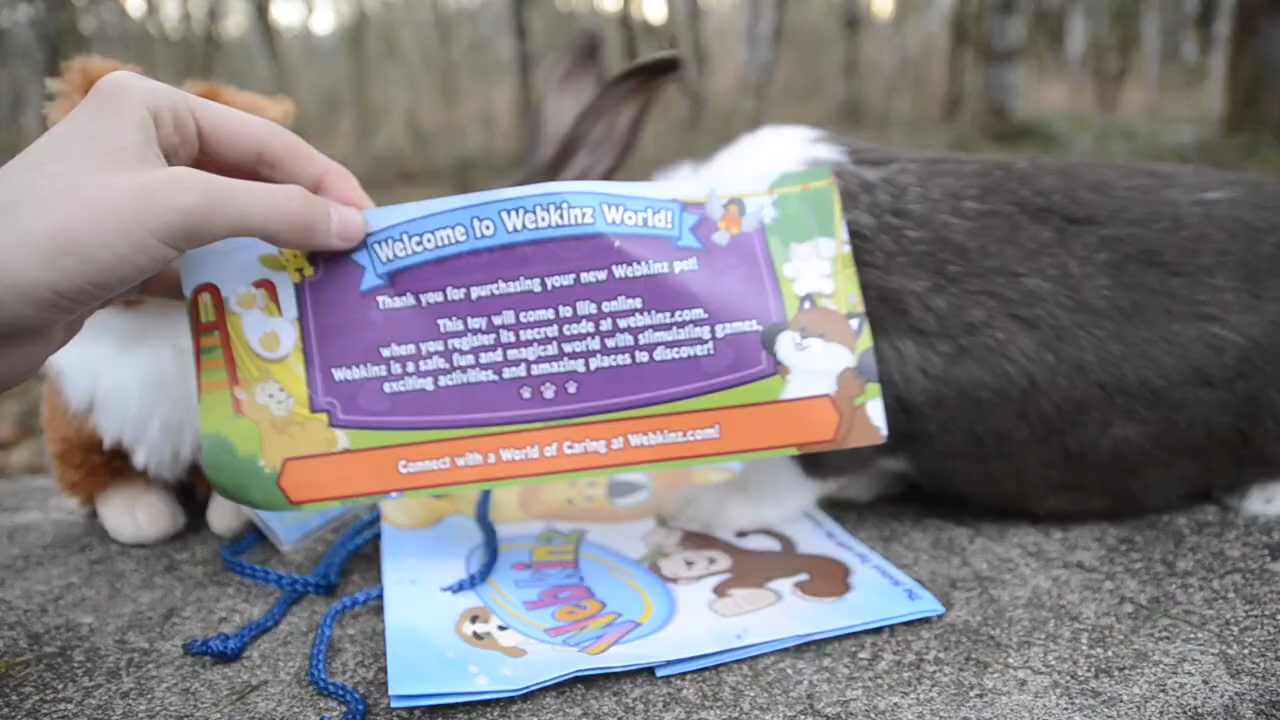 Welcome to Webkinz World!
Thank you for purchasing your new Webkinz pet!
This toy will come to life online
when you register its secret code at webkinz.com.
Webkinz is a safe, fun and magical world with stimulating games,
exciting activities, and amazing places to discover!
Connect with a World of Caring at Webkinz.com!
Webkinz